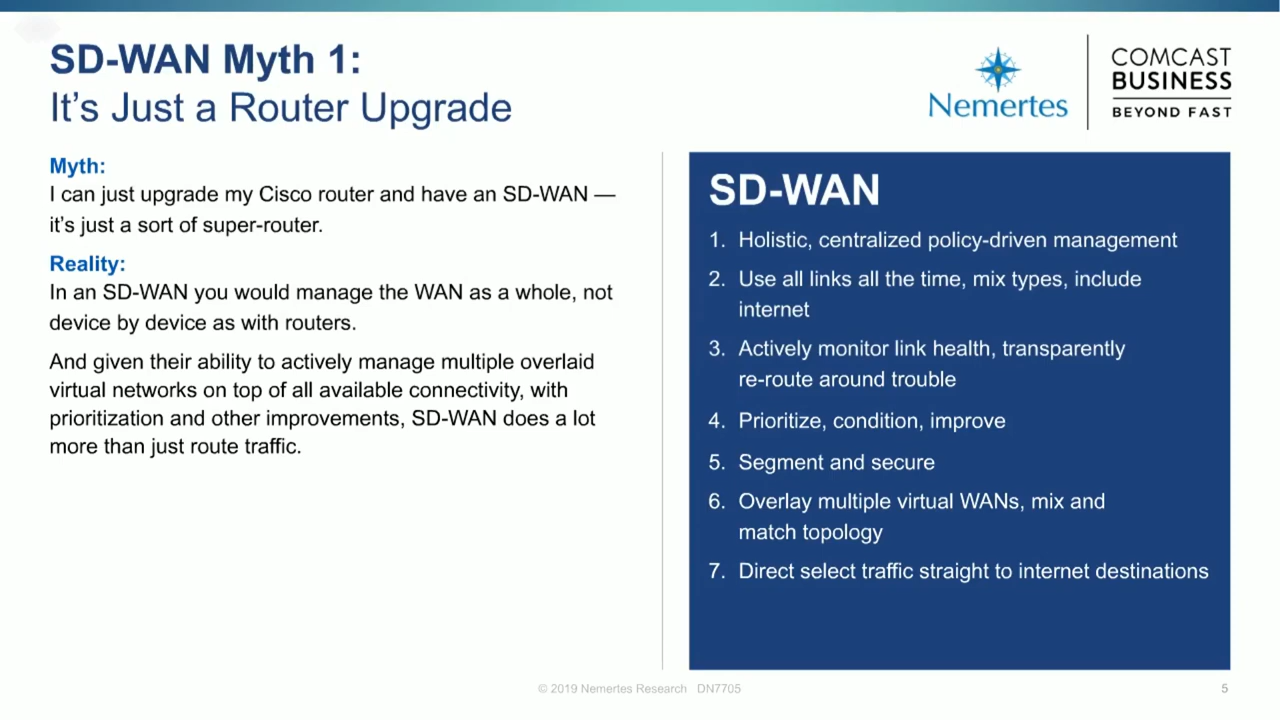 SD-WAN Myth 1:
It's Just a Router Upgrade
Nemertes
COMCAST
BUSINESS
BEYOND FAST
Myth:
I can just upgrade my Cisco router and have an SD-WAN —
it's just a sort of super-router.
Reality:
In an SD-WAN you would manage the WAN as a whole, not
device by device as with routers.
And given their ability to actively manage multiple overlaid
virtual networks on top of all available connectivity, with
prioritization and other improvements, SD-WAN does a lot
more than just route traffic.
SD-WAN
1. Holistic, centralized policy-driven management
2. Use all links all the time, mix types, include
internet
3. Actively monitor link health, transparently
re-route around trouble
4. Prioritize, condition, improve
5. Segment and secure
6. Overlay multiple virtual WANs, mix and
match topology
7. Direct select traffic straight to internet destinations
© 2019 Nemertes Research DN7705
5